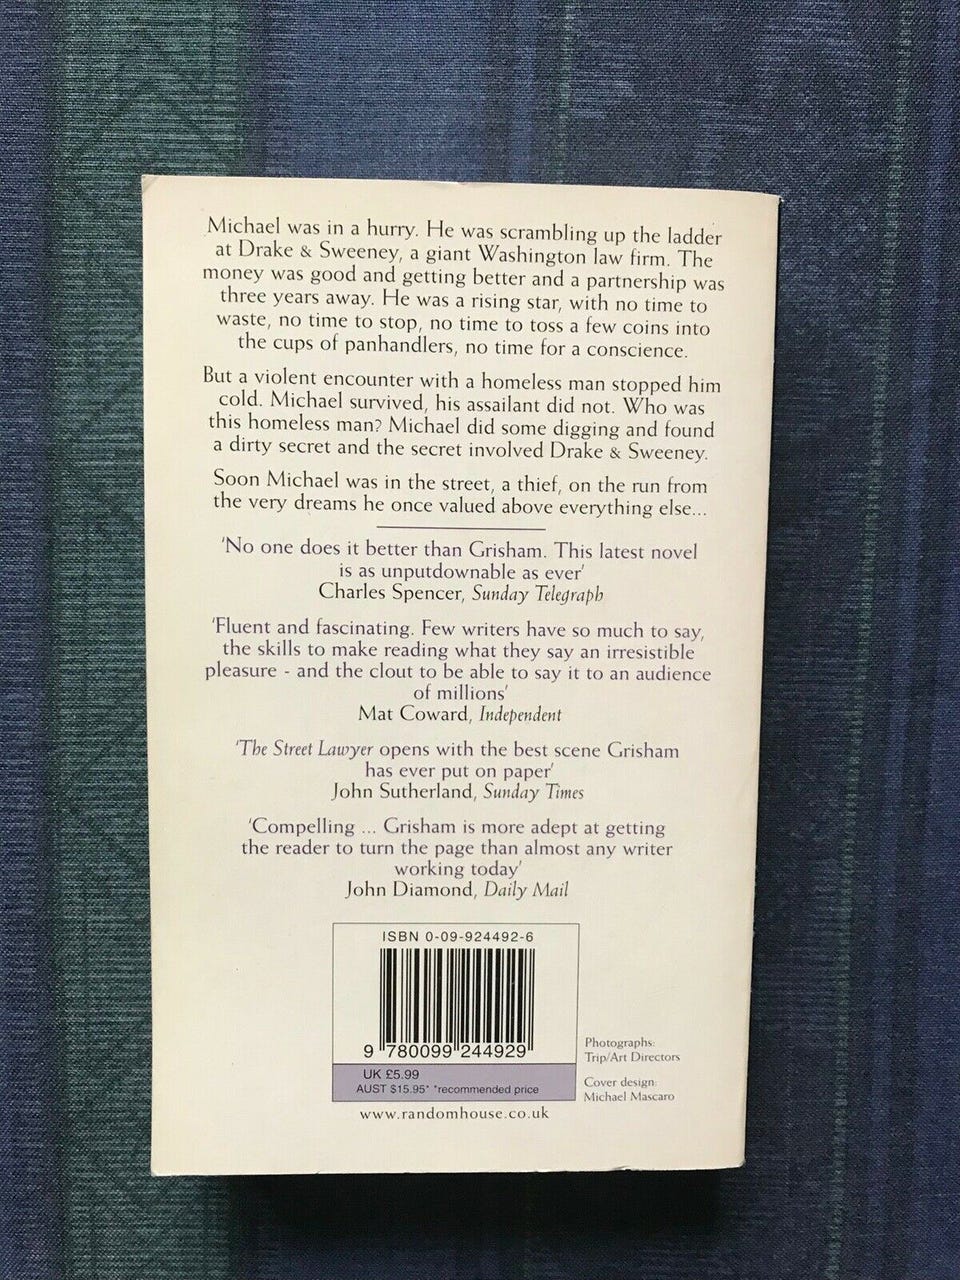 Michael was in a hurry. He was scrambling up the ladder
at Drake & Sweeney, a giant Washington law firm. The
money was good and getting better and a partnership was
three years away. He was a rising star, with no time to
waste, no time to stop, no time to toss a few coins into
the cups of panhandlers, no time for a conscience.
But a violent encounter with a homeless man stopped him
cold. Michael survived, his assailant did not. Who was
this homeless man? Michael did some digging and found
a dirty secret and the secret involved Drake & Sweeney.
Soon Michael was in the street, a thief, on the run from
the very dreams he once valued above everything else...
'No one does it better than Grisham. This latest novel
is as unputdownable as ever'
Charles Spencer, Sunday Telegraph
'Fluent and fascinating. Few writers have so much to say,
the skills to make reading what they say an irresistible
pleasure - and the clout to be able to say it to an audience
of millions'
Mat Coward, Independent
'The Street Lawyer opens with the best scene Grisham
has ever put on paper'
John Sutherland, Sunday Times
'Compelling ... Grisham is more adept at getting
the reader to turn the page than almost any writer
working today'
John Diamond, Daily Mail
ISBN 0-09-924492-6
9 780099 244929
UK £5.99
AUST $15.95* *recommended price
www.randomhouse.co.uk
Photographs:
Trip/Art Directors
Cover design:
Michael Mascaro